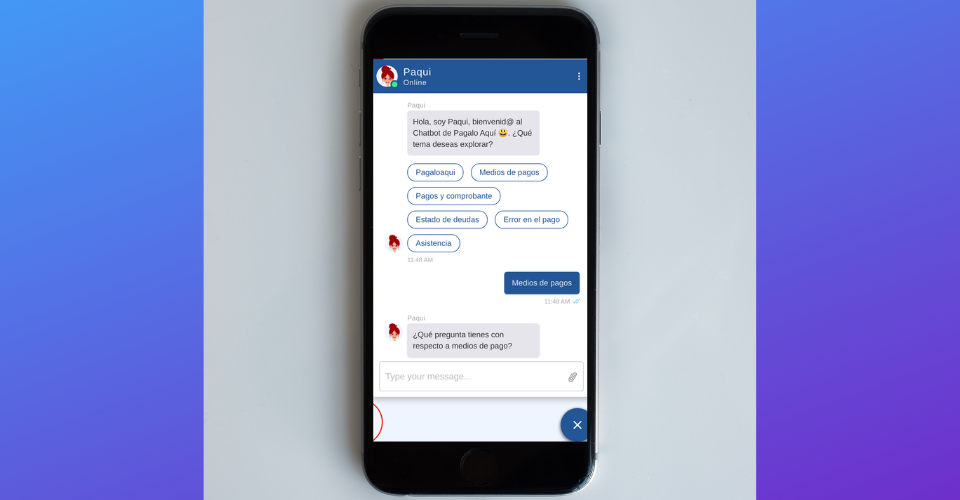 Paqui
Online
Paqui
Hola, soy Paqui, bienvenid@ al
Chatbot de Pagalo Aquí 😃. ¿Qué
tema deseas explorar?
Pagaloaqui
Medios de pagos
Pagos y comprobante
Estado de deudas
Error en el pago
Asistencia
11:48 AM
Medios de pagos
11:48 AM
Paqui
¿Qué pregunta tienes con
respecto a medios de pago?
Type your message...